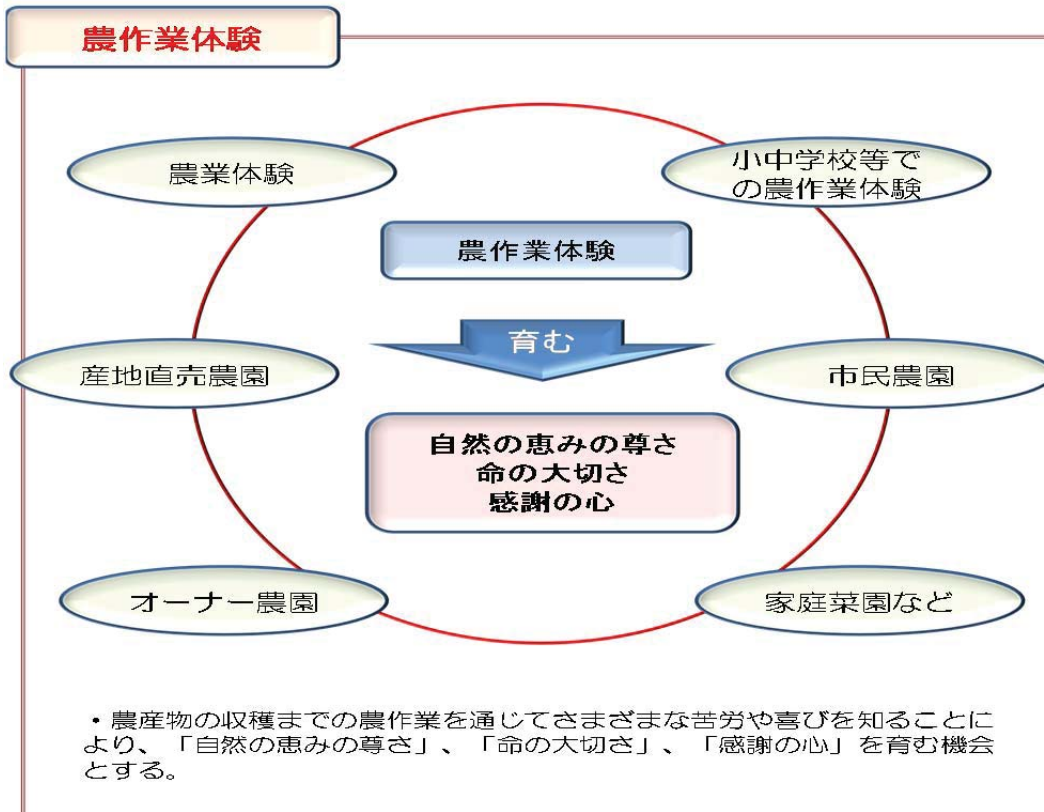 農作業体験
農業体験
小中学校等で
の農作業体験
農作業体験
育む
産地直売農園
市民農園
自然の恵みの尊さ
命の大切さ
感謝の心
オーナー農園
家庭菜園など
・農産物の収穫までの農作業を通じてさまざまな苦労や喜びを知ることに
より、「自然の恵みの尊さ」、「命の大切さ」、「感謝の心」を育む機会
とする。